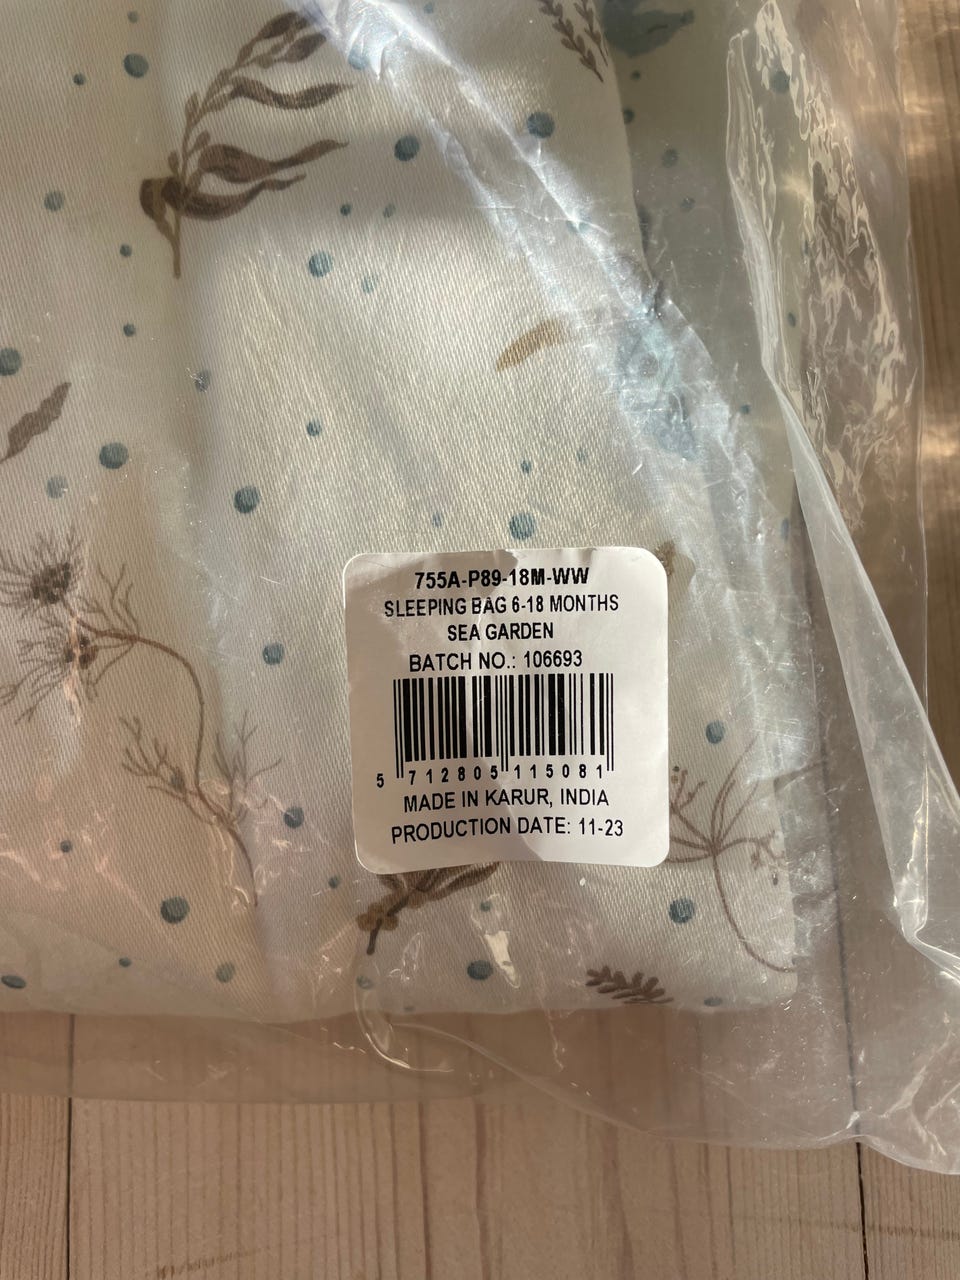 755A-P89-18M-WW
SLEEPING BAG 6-18 MONTHS
SEA GARDEN
BATCH NO.: 106693
5 712805 115081
MADE IN KARUR, INDIA
PRODUCTION DATE: 11-23